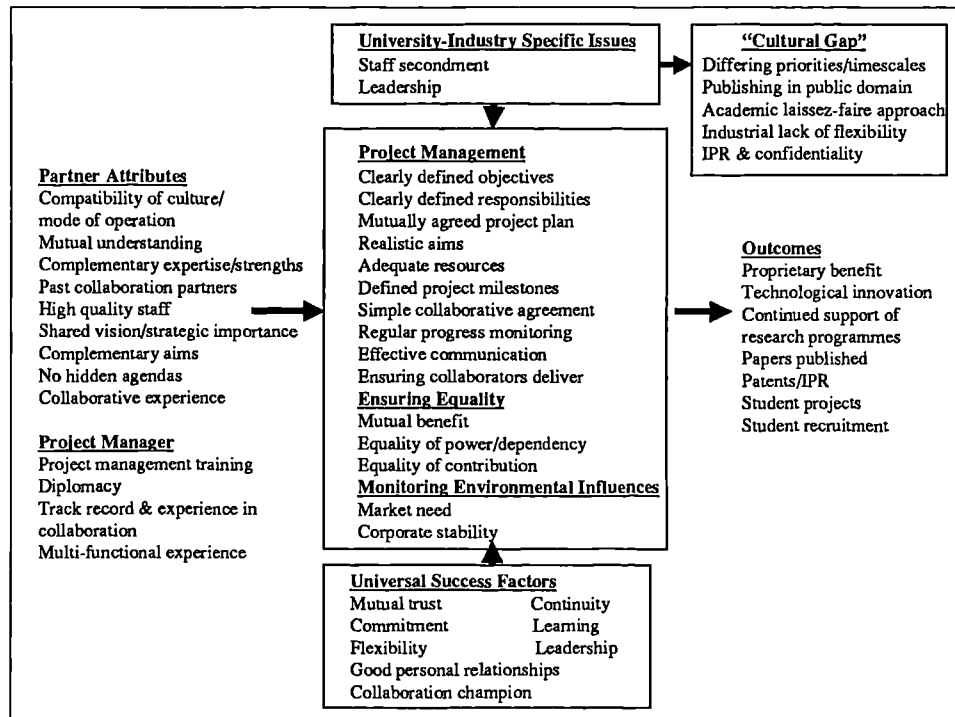 University-Industry Specific Issues
Staff secondment
Leadership
“Cultural Gap”
Differing priorities/timescales
Publishing in public domain
Academic laissez-faire approach
Industrial lack of flexibility
IPR & confidentiality
Partner Attributes
Compatibility of culture/
mode of operation
Mutual understanding
Complementary expertise/strengths
Past collaboration partners
High quality staff
Shared vision/strategic importance
Complementary aims
No hidden agendas
Collaborative experience
Project Manager
Project management training
Diplomacy
Track record & experience in
collaboration
Multi-functional experience
Project Management
Clearly defined objectives
Clearly defined responsibilities
Mutually agreed project plan
Realistic aims
Adequate resources
Defined project milestones
Simple collaborative agreement
Regular progress monitoring
Effective communication
Ensuring collaborators deliver
Ensuring Equality
Mutual benefit
Equality of power/dependency
Equality of contribution
Monitoring Environmental Influences
Market need
Corporate stability
Outcomes
Proprietary benefit
Technological innovation
Continued support of
research programmes
Papers published
Patents/IPR
Student projects
Student recruitment
Universal Success Factors
Mutual trust Continuity
Commitment Learning
Flexibility Leadership
Good personal relationships
Collaboration champion